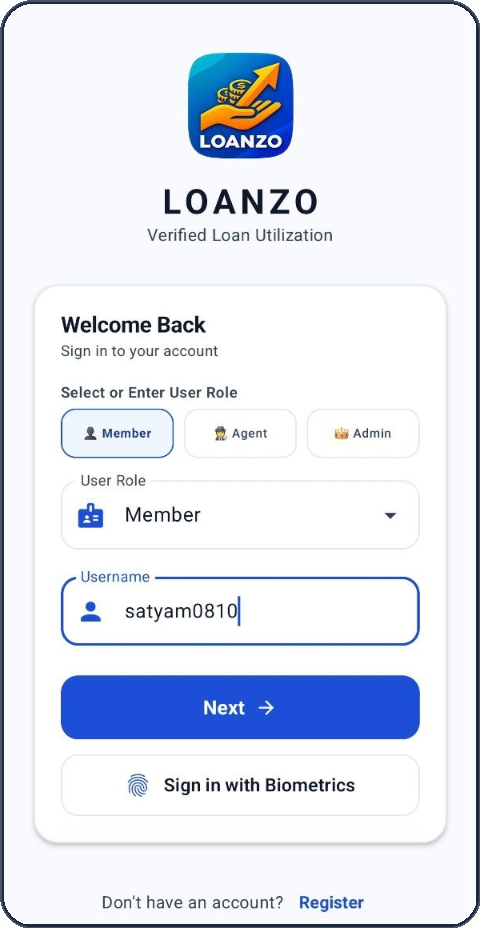 LOANZO
LOANZO
Verified Loan Utilization
Welcome Back
Sign in to your account
Select or Enter User Role
Member Agent Admin
User Role
Member
Username
satyam0810
Next →
Sign in with Biometrics
Don't have an account? Register